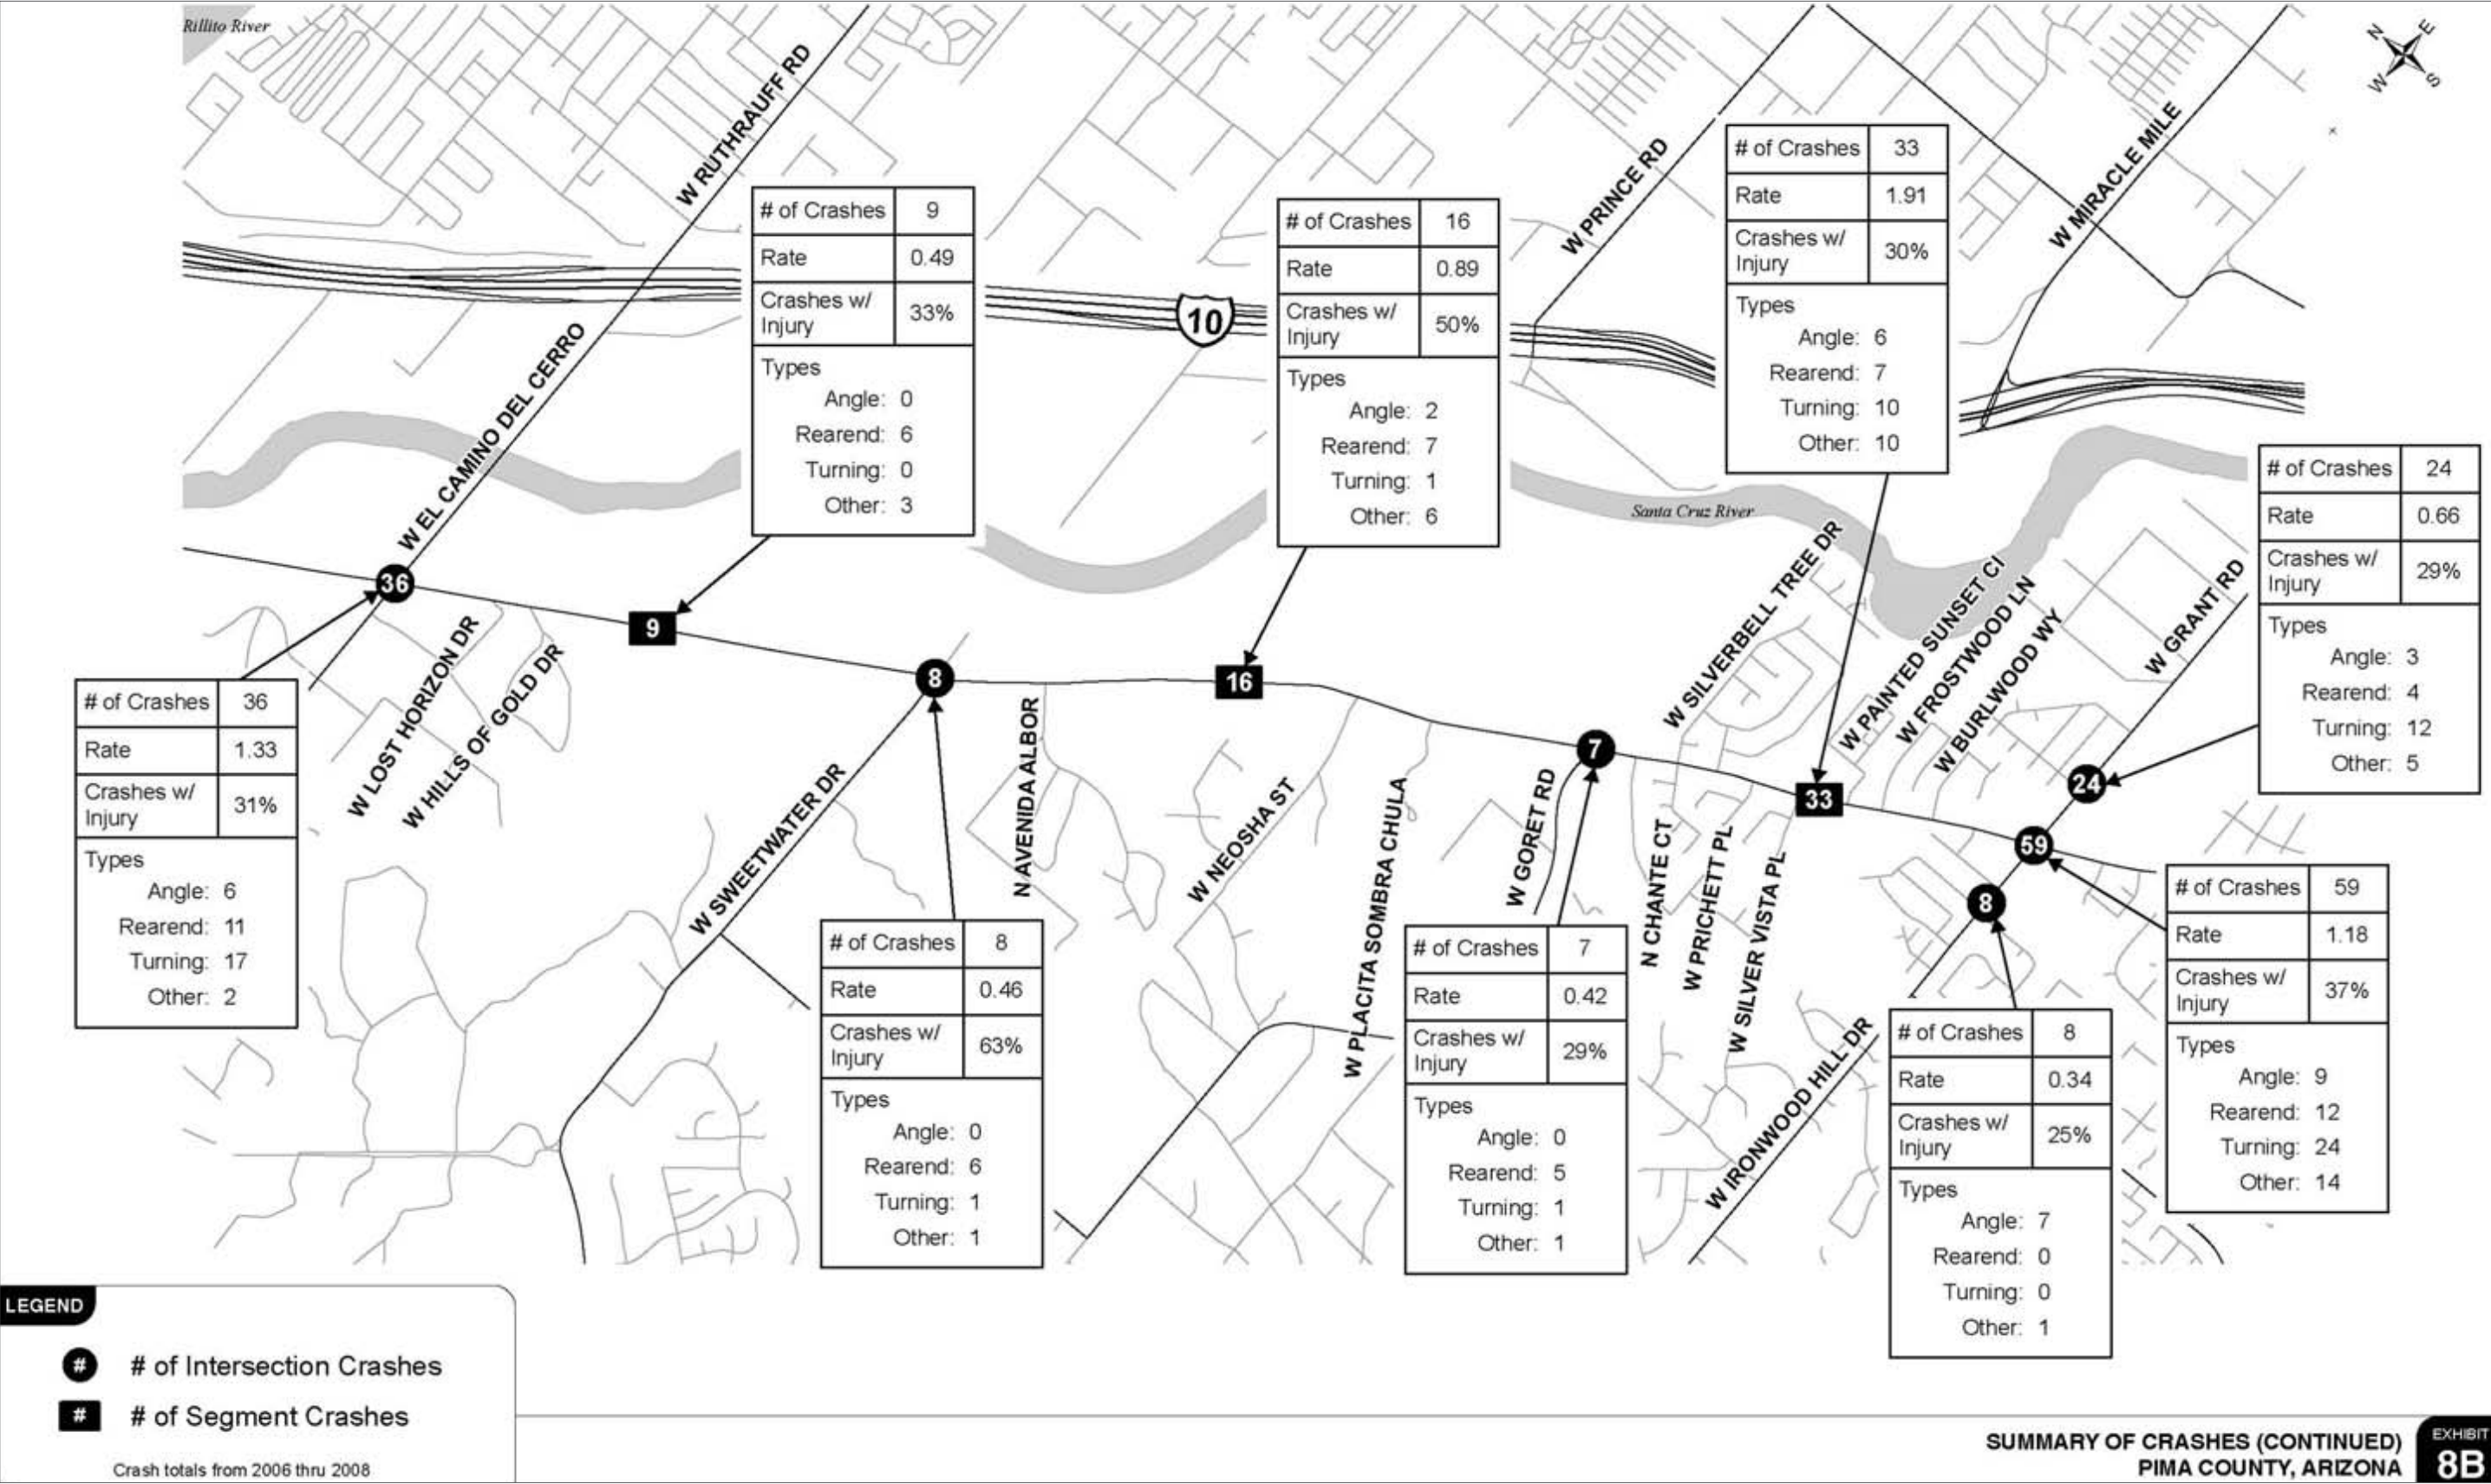 Rillito River
N
E
W
S
W RUTHRAUFF RD
W PRINCE RD
W MIRACLE MILE
10
W EL CAMINO DEL CERRO
Santa Cruz River
# of Crashes 9
Rate 0.49
Crashes w/
Injury 33%
Types
Angle: 0
Rearend: 6
Turning: 0
Other: 3
# of Crashes 16
Rate 0.89
Crashes w/
Injury 50%
Types
Angle: 2
Rearend: 7
Turning: 1
Other: 6
# of Crashes 33
Rate 1.91
Crashes w/
Injury 30%
Types
Angle: 6
Rearend: 7
Turning: 10
Other: 10
# of Crashes 24
Rate 0.66
Crashes w/
Injury 29%
Types
Angle: 3
Rearend: 4
Turning: 12
Other: 5
36
9
8
16
7
33
24
59
8
W LOST HORIZON DR
W HILLS OF GOLD DR
W SWEETWATER DR
N AVENIDA ALBOR
W NEOSHA ST
W PLACITA SOMBRA CHULA
W GORET RD
N CHANTE CT
W PRICHETT PL
W SILVER VISTA PL
W SILVERBELL TREE DR
W PAINTED SUNSET CI
W FROSTWOOD LN
W BURLWOOD WY
W GRANT RD
W IRONWOOD HILL DR
# of Crashes 36
Rate 1.33
Crashes w/
Injury 31%
Types
Angle: 6
Rearend: 11
Turning: 17
Other: 2
# of Crashes 8
Rate 0.46
Crashes w/
Injury 63%
Types
Angle: 0
Rearend: 6
Turning: 1
Other: 1
# of Crashes 7
Rate 0.42
Crashes w/
Injury 29%
Types
Angle: 0
Rearend: 5
Turning: 1
Other: 1
# of Crashes 8
Rate 0.34
Crashes w/
Injury 25%
Types
Angle: 7
Rearend: 0
Turning: 0
Other: 1
# of Crashes 59
Rate 1.18
Crashes w/
Injury 37%
Types
Angle: 9
Rearend: 12
Turning: 24
Other: 14
LEGEND
# # of Intersection Crashes
# # of Segment Crashes
Crash totals from 2006 thru 2008
SUMMARY OF CRASHES (CONTINUED)
PIMA COUNTY, ARIZONA
EXHIBIT
8B